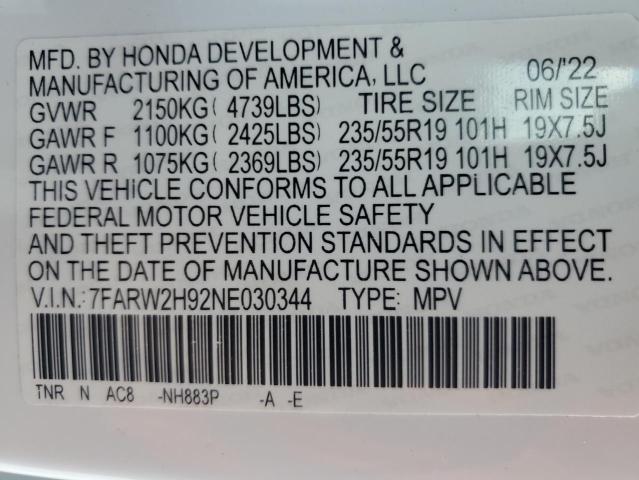 MFD. BY HONDA DEVELOPMENT &
MANUFACTURING OF AMERICA, LLC 06/'22
GVWR 2150KG( 4739LBS) TIRE SIZE RIM SIZE
GAWR F 1100KG( 2425LBS) 235/55R19 101H 19X7.5J
GAWR R 1075KG( 2369LBS) 235/55R19 101H 19X7.5J
THIS VEHICLE CONFORMS TO ALL APPLICABLE
FEDERAL MOTOR VEHICLE SAFETY
AND THEFT PREVENTION STANDARDS IN EFFECT
ON THE DATE OF MANUFACTURE SHOWN ABOVE.
V.I.N.:7FARW2H92NE030344 TYPE: MPV
TNR N AC8 -NH883P -A -E